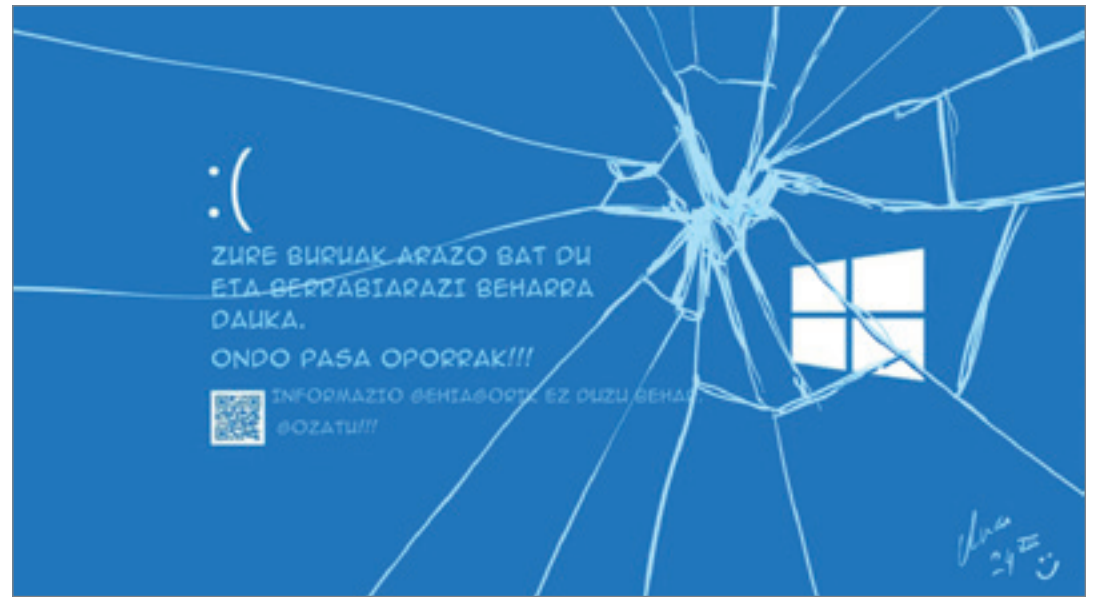 :(
ZURE BURUAK ARAZO BAT DU
ETA BERRABIARAZI BEHARRA
DAUKA.
ONDO PASA OPORRAK!!!
INFORMAZIO GEHIAGORIK EZ DUZU BEHAR.
GOZATU!!!